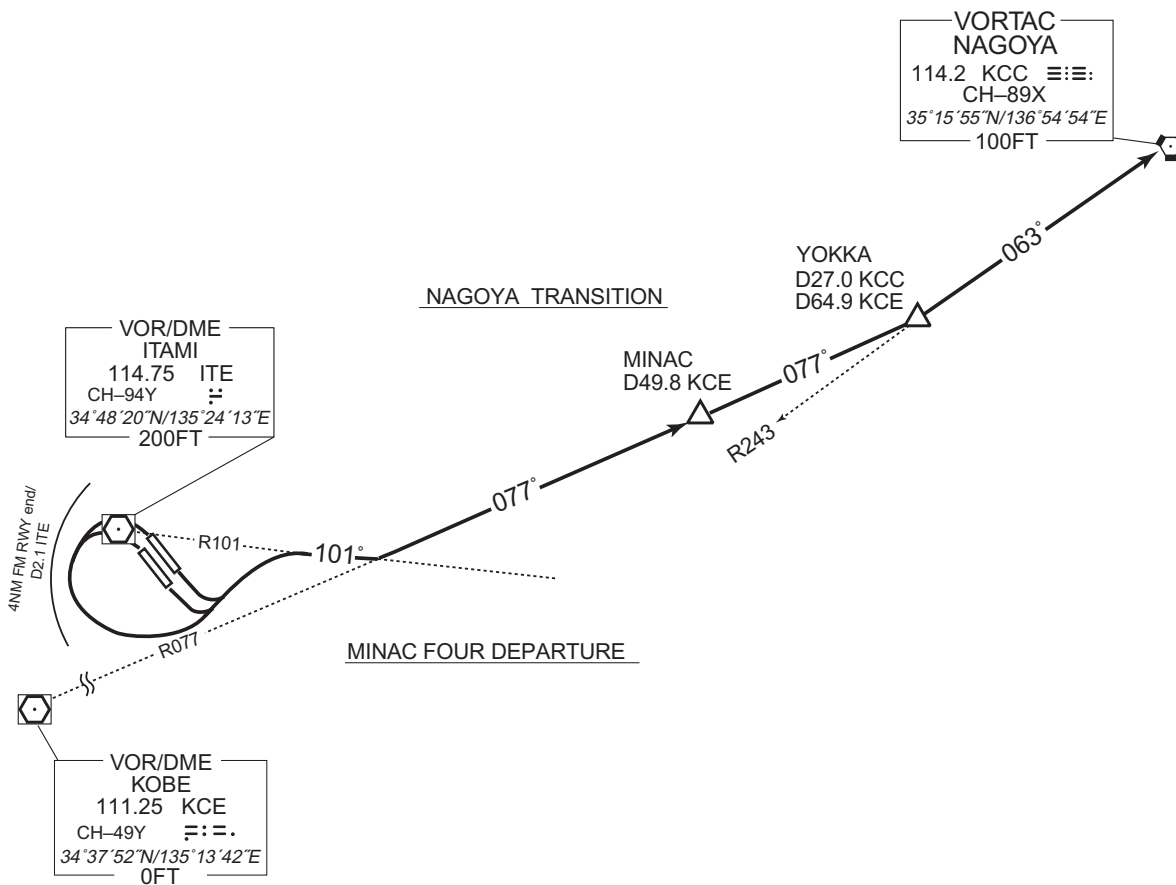 VORTAC
NAGOYA
114.2 KCC
CH–89X
35°15´55˝N/136°54´54˝E
100FT
063°
YOKKA
D27.0 KCC
D64.9 KCE
NAGOYA TRANSITION
VOR/DME
ITAMI
114.75 ITE
CH–94Y
34°48´20˝N/135°24´13˝E
200FT
MINAC
D49.8 KCE
077°
R243
077°
4NM FM RWY end/
D2.1 ITE
R101
101°
R077
MINAC FOUR DEPARTURE
VOR/DME
KOBE
111.25 KCE
CH–49Y
34°37´52˝N/135°13´42˝E
0FT